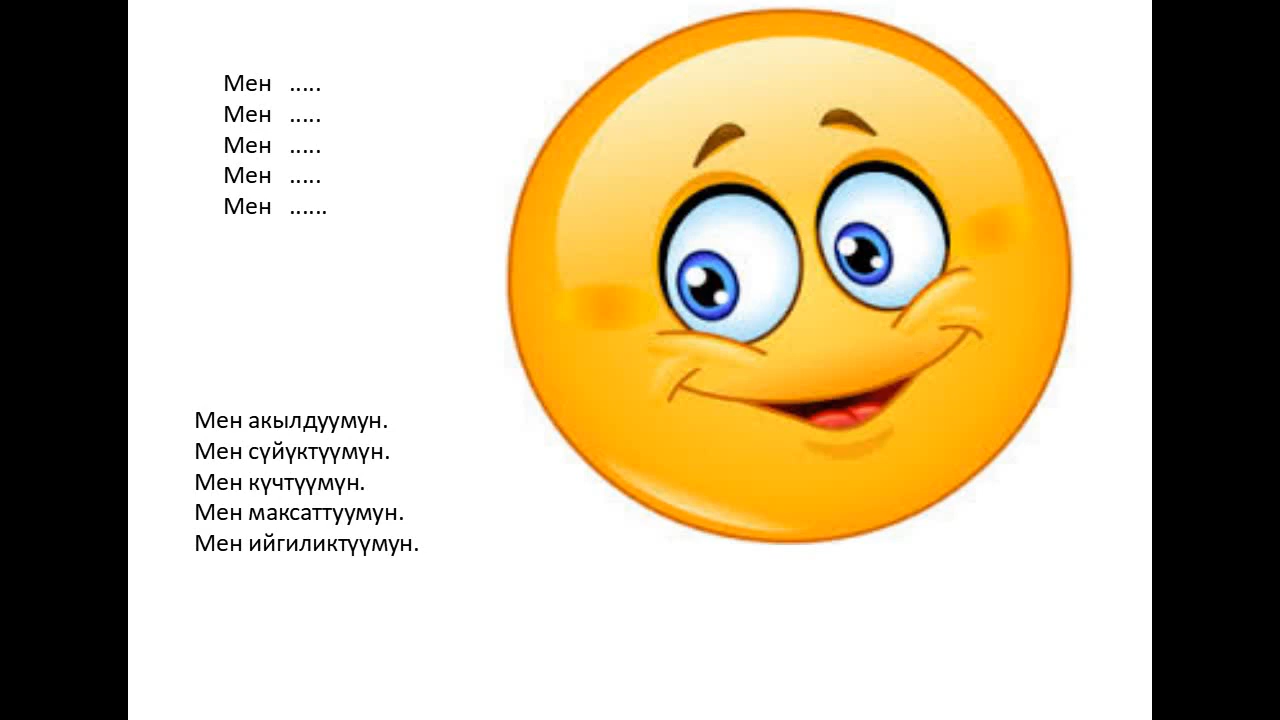 Мен .....
Мен .....
Мен .....
Мен .....
Мен ......
Мен акылдуумун.
Мен сүйүктүүмүн.
Мен күчтүүмүн.
Мен максаттуумун.
Мен ийгиликтүүмүн.